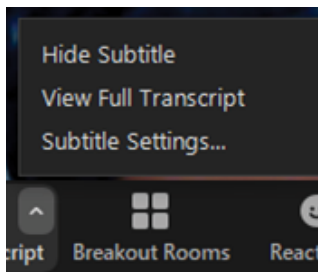 Hide Subtitle
View Full Transcript
Subtitle Settings...
cript Breakout Rooms React